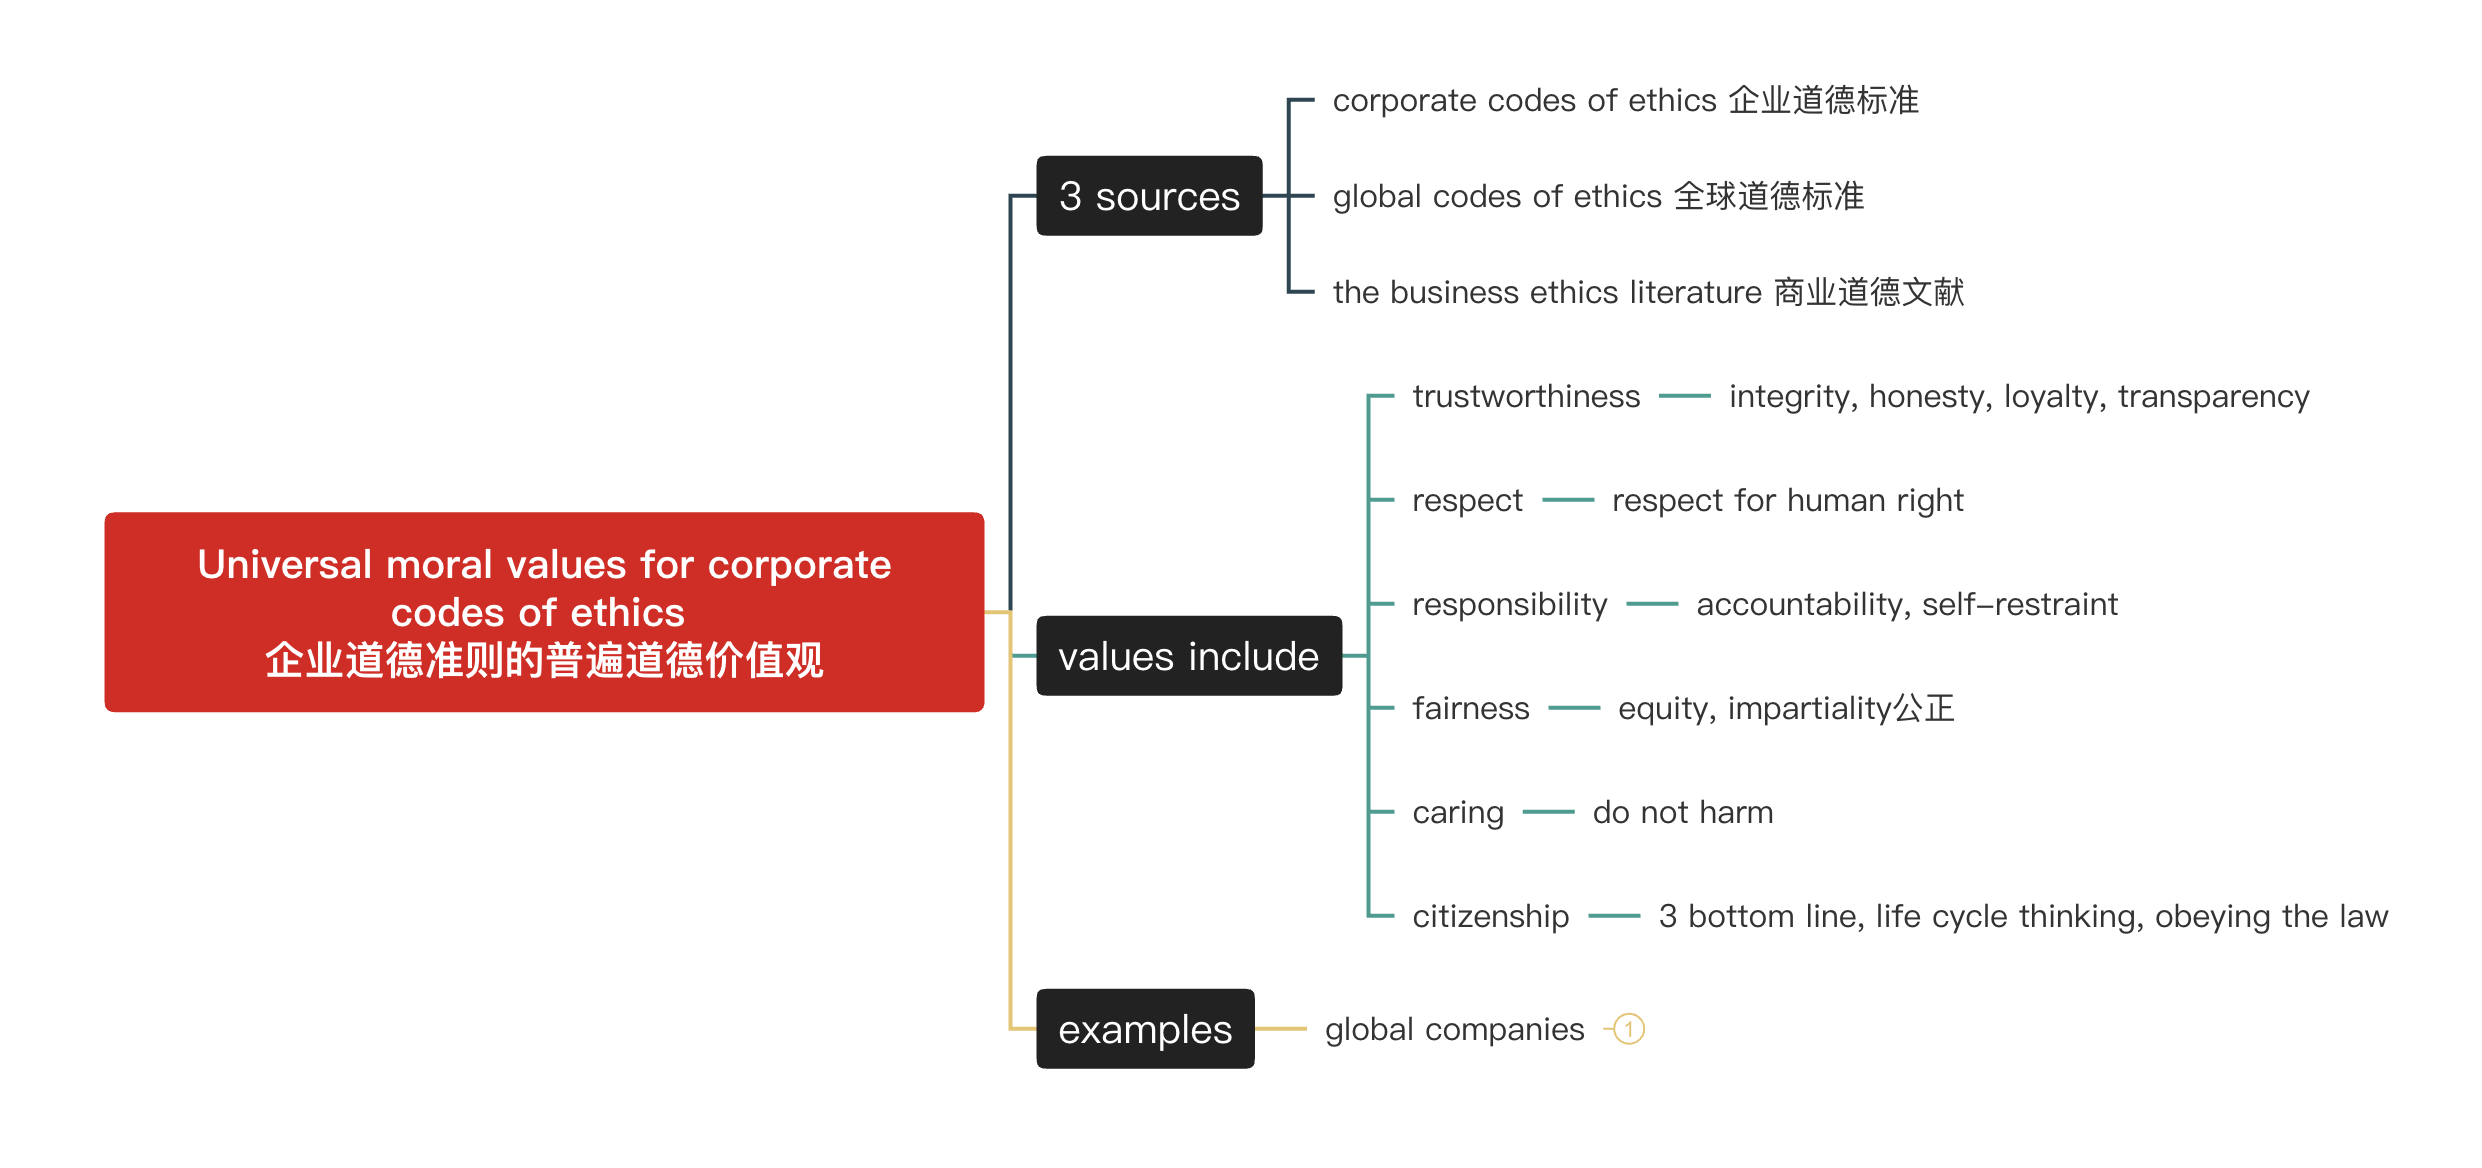 Universal moral values for corporate
codes of ethics
企业道德准则的普遍道德价值观
3 sources
corporate codes of ethics 企业道德标准
global codes of ethics 全球道德标准
the business ethics literature 商业道德文献
values include
trustworthiness
integrity, honesty, loyalty, transparency
respect
respect for human right
responsibility
accountability, self-restraint
fairness
equity, impartiality公正
caring
do not harm
citizenship
3 bottom line, life cycle thinking, obeying the law
examples
global companies
1